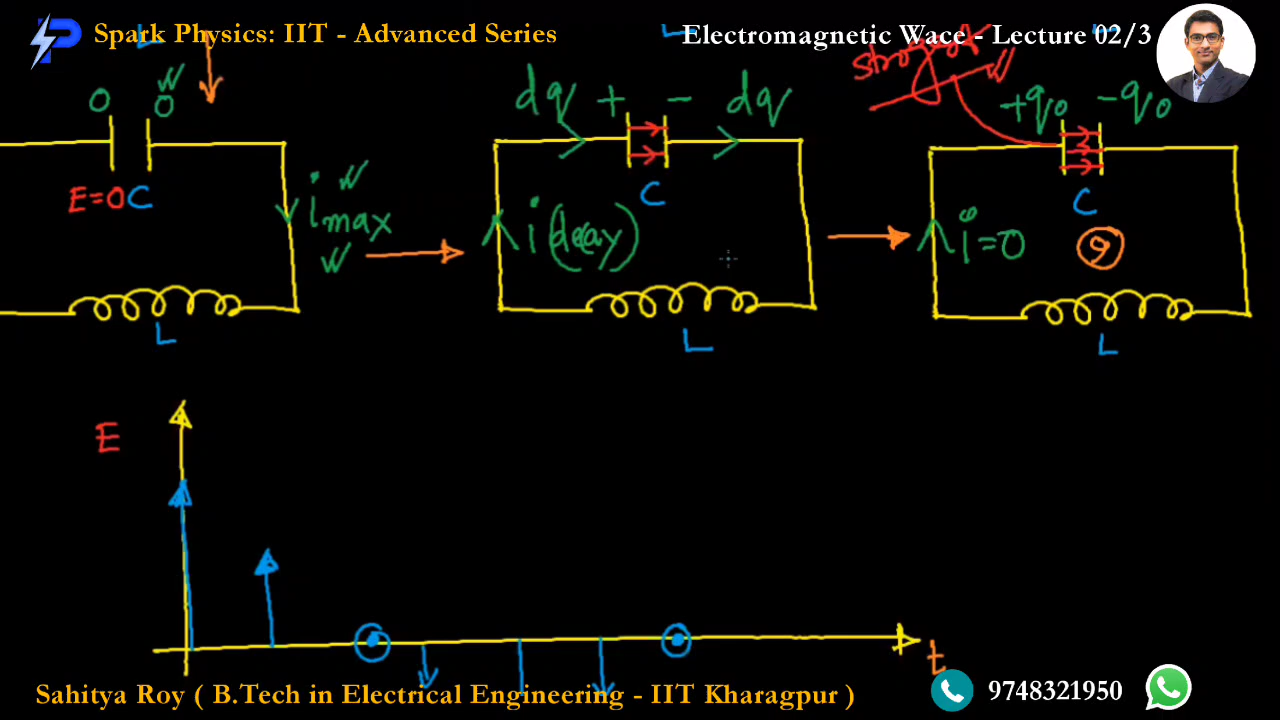 Spark Physics: IIT - Advanced Series
Electromagnetic Wace - Lecture 02/3
0 0
E=0 C
i max
L
dq + - dq
C
i (decay)
L
+q0 -q0
C
i=0
9
L
E
t
Sahitya Roy ( B.Tech in Electrical Engineering - IIT Kharagpur )
9748321950